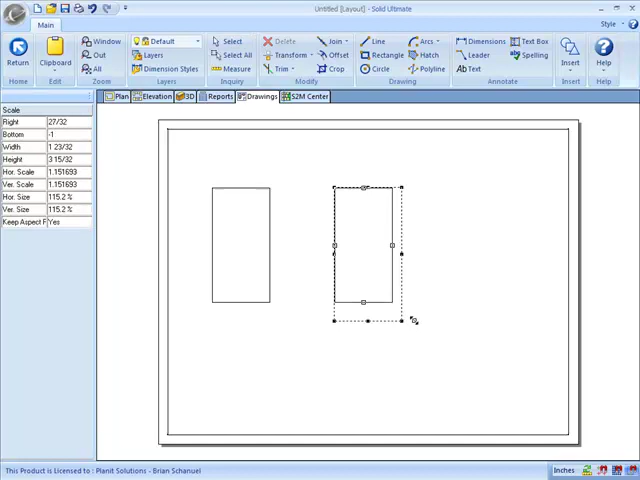 Untitled [Layout] - Solid Ultimate
Main
Style
Return
Clipboard
Window
Out
All
Default
Layers
Dimension Styles
Select
Select All
Measure
Delete
Transform
Trim
Join
Offset
Crop
Line
Rectangle
Circle
Arcs
Polyline
Dimensions
Leaders
Text
Text Box
Spelling
Insert
Help
Return
Edit
Zoom
Layers
Inquiry
Modify
Drawing
Annotate
Insert
Help
Plan
Elevation
3D
Reports
Drawings
S2M Center
Scale
Right 27/32
Bottom -1
Width 1 23/32
Height 3 15/32
Hor. Scale 1.151693
Ver. Scale 1.151693
Hor. Size 115.2 %
Ver. Size 115.2 %
Keep Aspect F Yes
This Product is Licensed to : Planit Solutions - Brian Schanuel
Inches